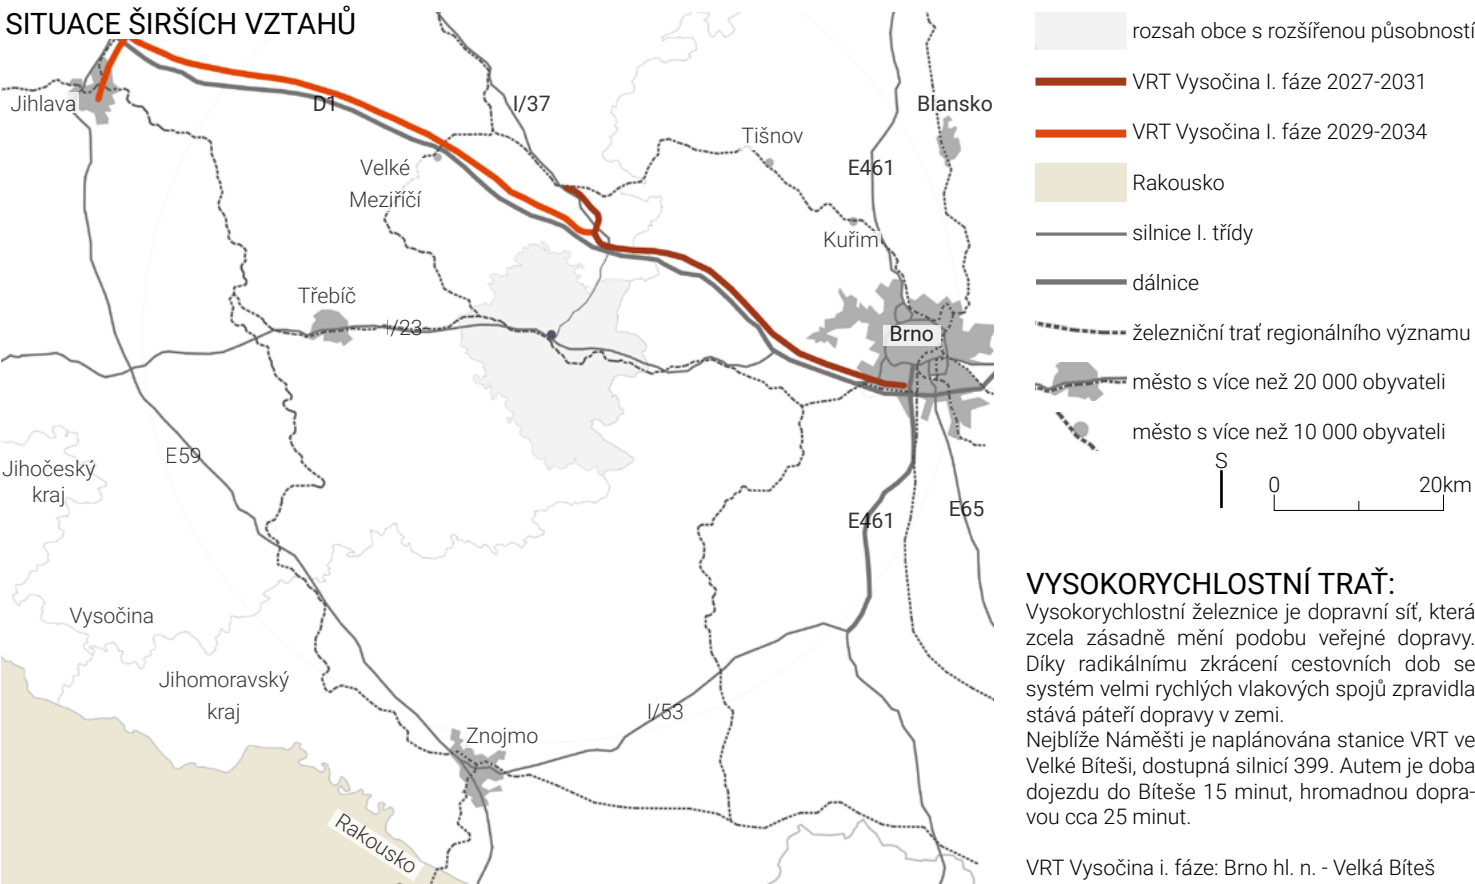 SITUACE ŠIRŠÍCH VZTAHŮ
Jihlava
D1
I/37
Blansko
Tišnov
E461
Velké
Meziříčí
Kuřim
Třebíč
I/23
Brno
E59
Jihočeský
kraj
E461
E65
Vysočina
Jihomoravský
kraj
I/53
Znojmo
Rakousko
rozsah obce s rozšířenou působností
VRT Vysočina I. fáze 2027-2031
VRT Vysočina I. fáze 2029-2034
Rakousko
silnice I. třídy
dálnice
železniční trať regionálního významu
město s více než 20 000 obyvateli
město s více než 10 000 obyvateli
S
0 20km
VYSOKORYCHLOSTNÍ TRAŤ:
Vysokorychlostní železnice je dopravní síť, která
zcela zásadně mění podobu veřejné dopravy.
Díky radikálnímu zkrácení cestovních dob se
systém velmi rychlých vlakových spojů zpravidla
stává páteří dopravy v zemi.
Nejblíže Náměšti je naplánována stanice VRT ve
Velké Bíteši, dostupná silnicí 399. Autem je doba
dojezdu do Bíteše 15 minut, hromadnou dopra-
vou cca 25 minut.
VRT Vysočina i. fáze: Brno hl. n. - Velká Bíteš